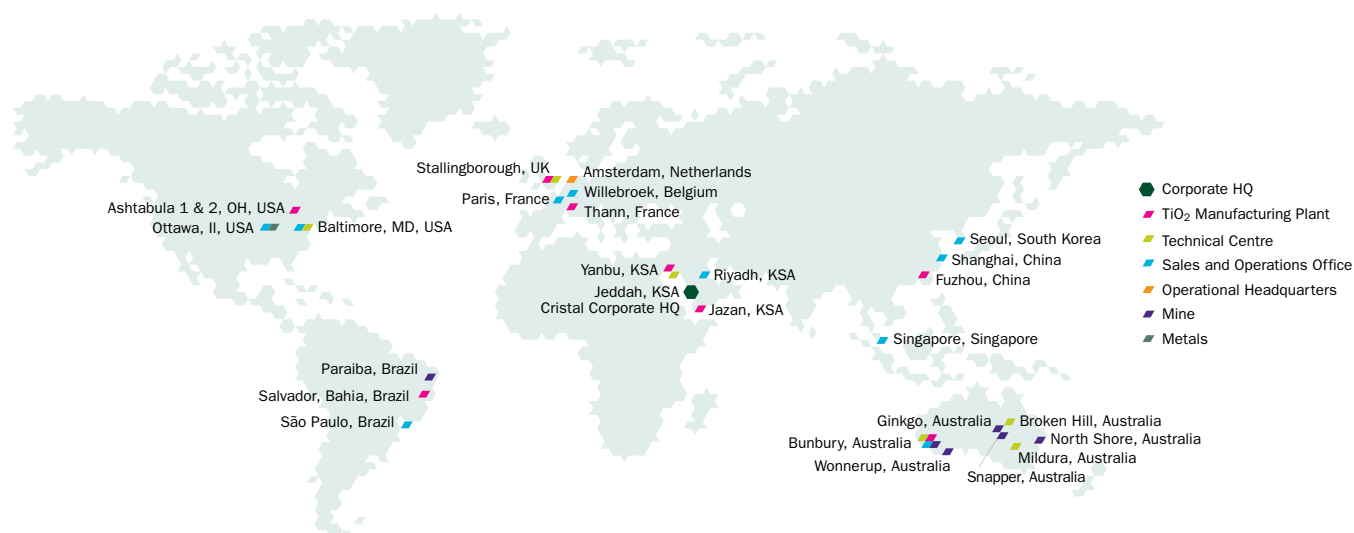 Stallingborough, UK
Amsterdam, Netherlands
Willebroek, Belgium
Paris, France
Thann, France
Ashtabula 1 & 2, OH, USA
Ottawa, Il, USA
Baltimore, MD, USA
Yanbu, KSA
Riyadh, KSA
Jeddah, KSA
Cristal Corporate HQ
Jazan, KSA
Seoul, South Korea
Shanghai, China
Fuzhou, China
Singapore, Singapore
Paraiba, Brazil
Salvador, Bahia, Brazil
São Paulo, Brazil
Ginkgo, Australia
Broken Hill, Australia
Bunbury, Australia
North Shore, Australia
Wonnerup, Australia
Mildura, Australia
Snapper, Australia
Corporate HQ
TiO₂ Manufacturing Plant
Technical Centre
Sales and Operations Office
Operational Headquarters
Mine
Metals